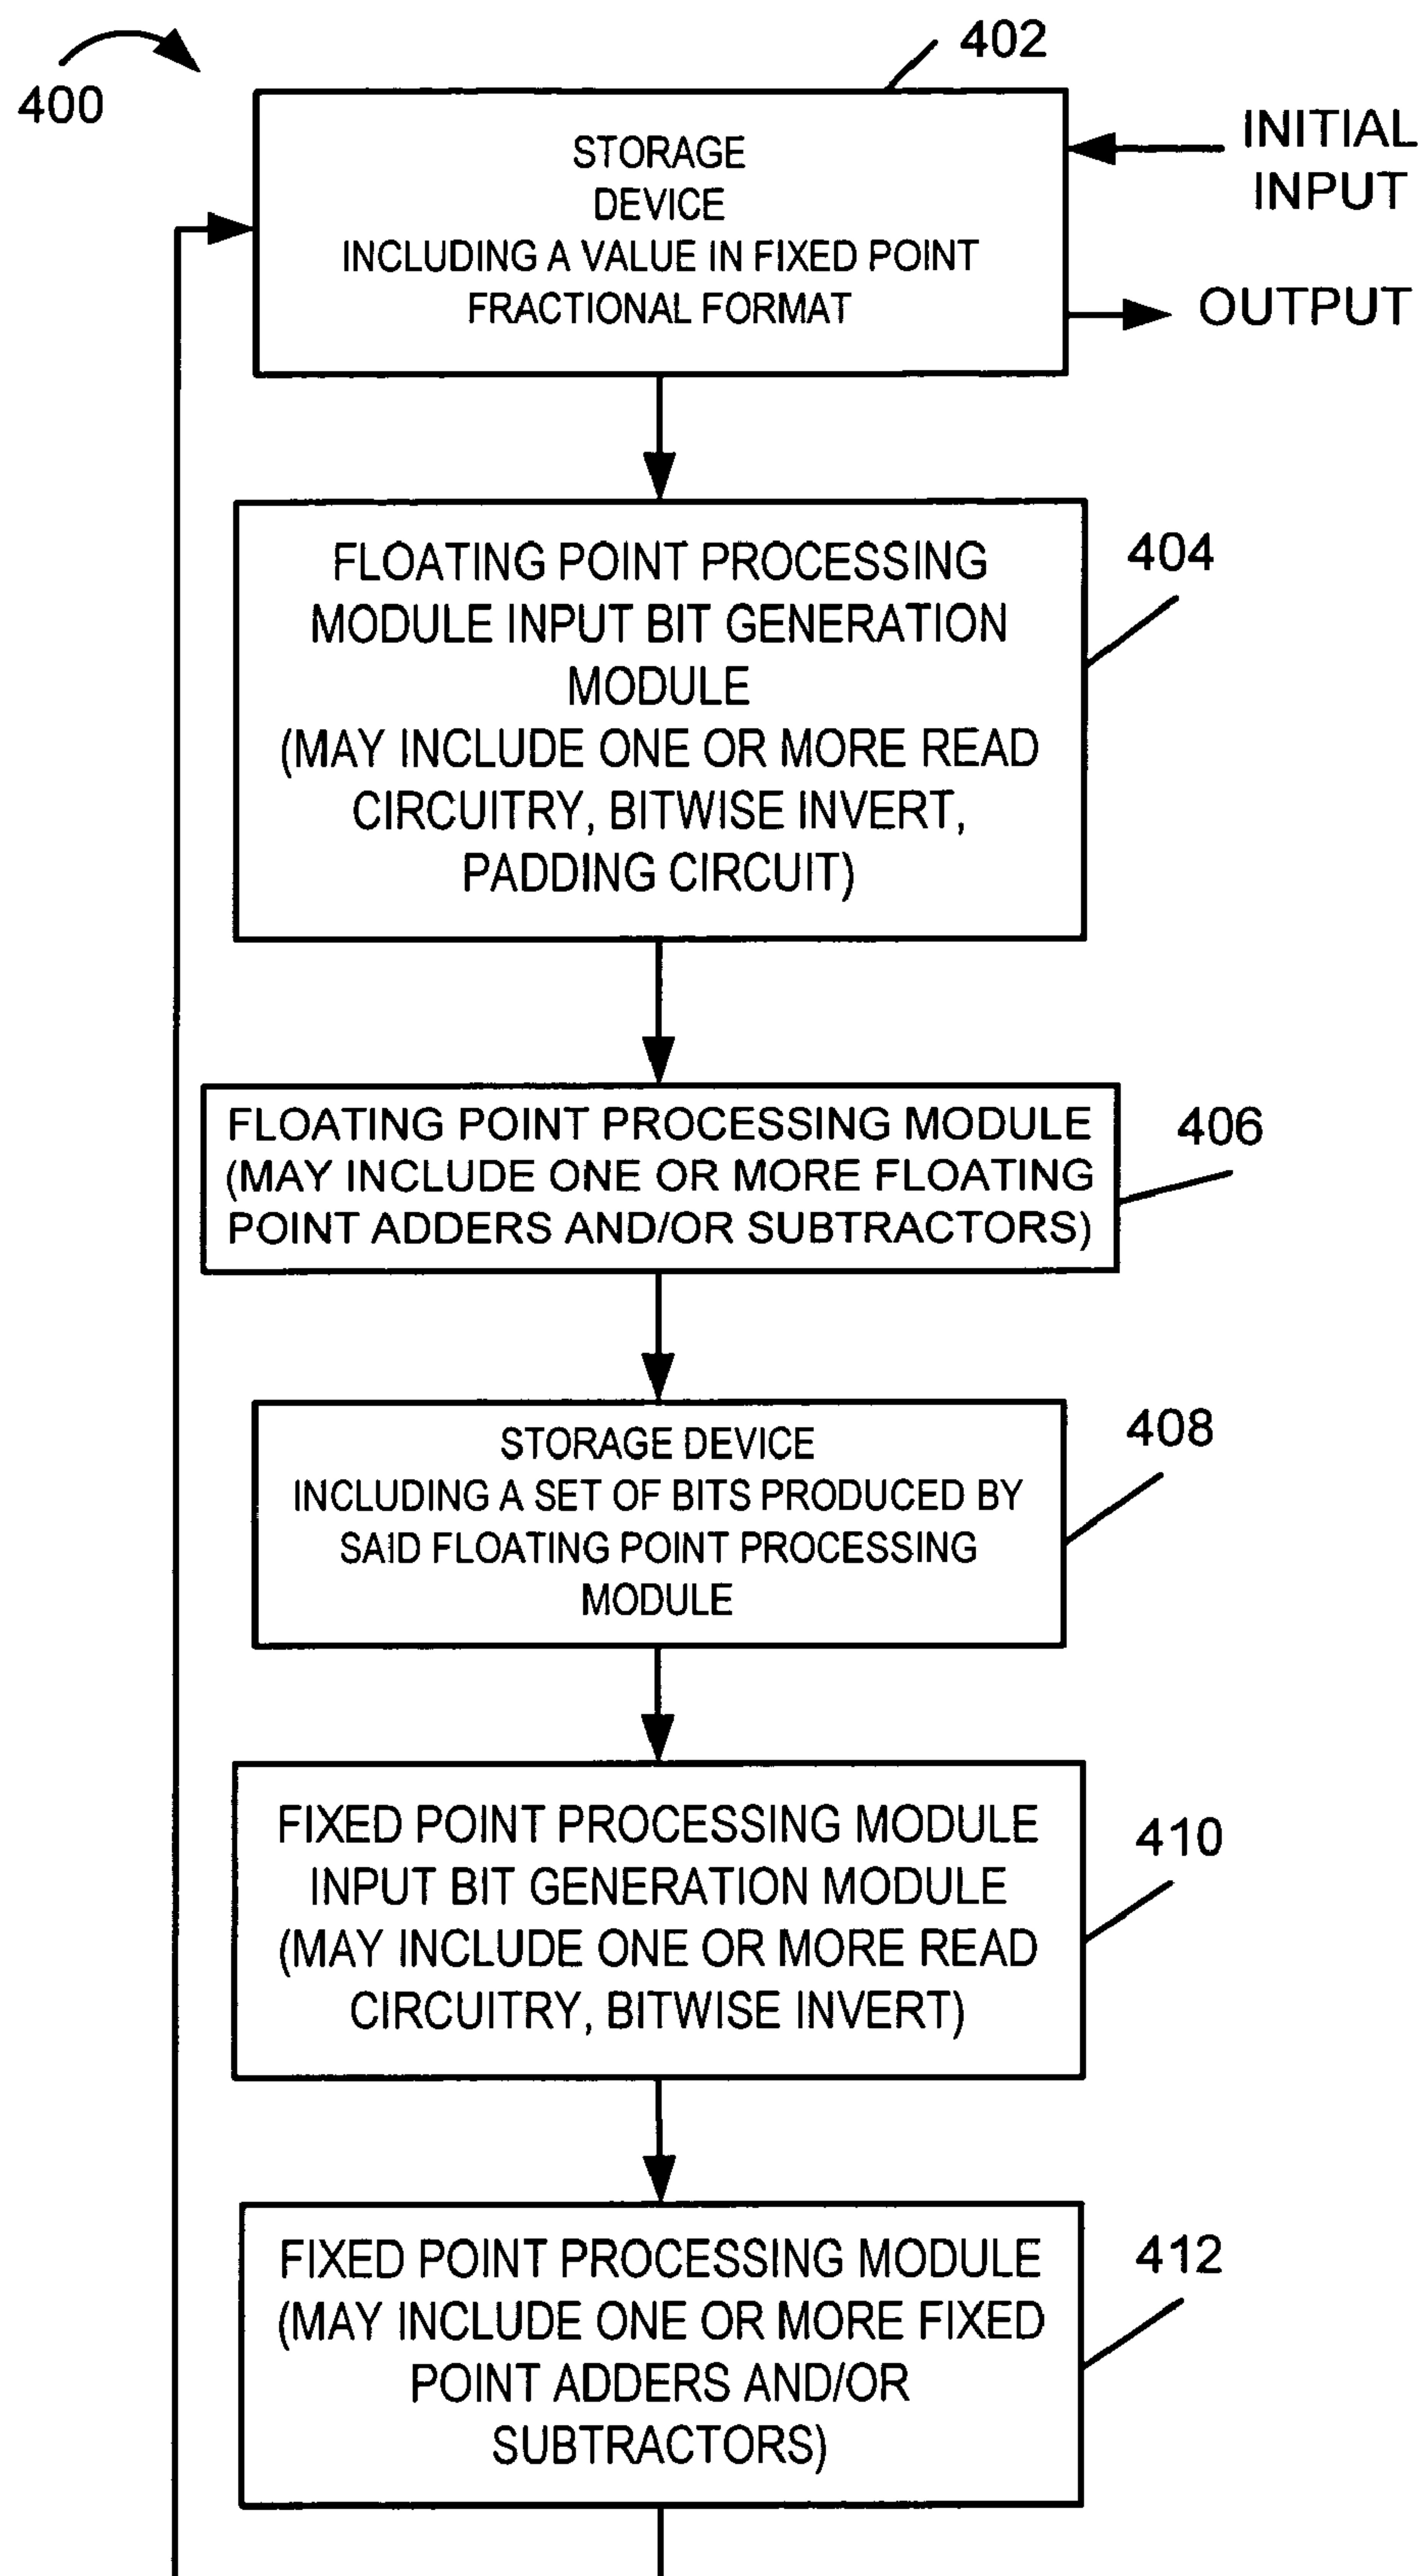 400
402
INITIAL
INPUT
OUTPUT
STORAGE
DEVICE
INCLUDING A VALUE IN FIXED POINT
FRACTIONAL FORMAT
404
FLOATING POINT PROCESSING
MODULE INPUT BIT GENERATION
MODULE
(MAY INCLUDE ONE OR MORE READ
CIRCUITRY, BITWISE INVERT,
PADDING CIRCUIT)
406
FLOATING POINT PROCESSING MODULE
(MAY INCLUDE ONE OR MORE FLOATING
POINT ADDERS AND/OR SUBTRACTORS)
408
STORAGE DEVICE
INCLUDING A SET OF BITS PRODUCED BY
SAID FLOATING POINT PROCESSING
MODULE
410
FIXED POINT PROCESSING MODULE
INPUT BIT GENERATION MODULE
(MAY INCLUDE ONE OR MORE READ
CIRCUITRY, BITWISE INVERT)
412
FIXED POINT PROCESSING MODULE
(MAY INCLUDE ONE OR MORE FIXED
POINT ADDERS AND/OR
SUBTRACTORS)